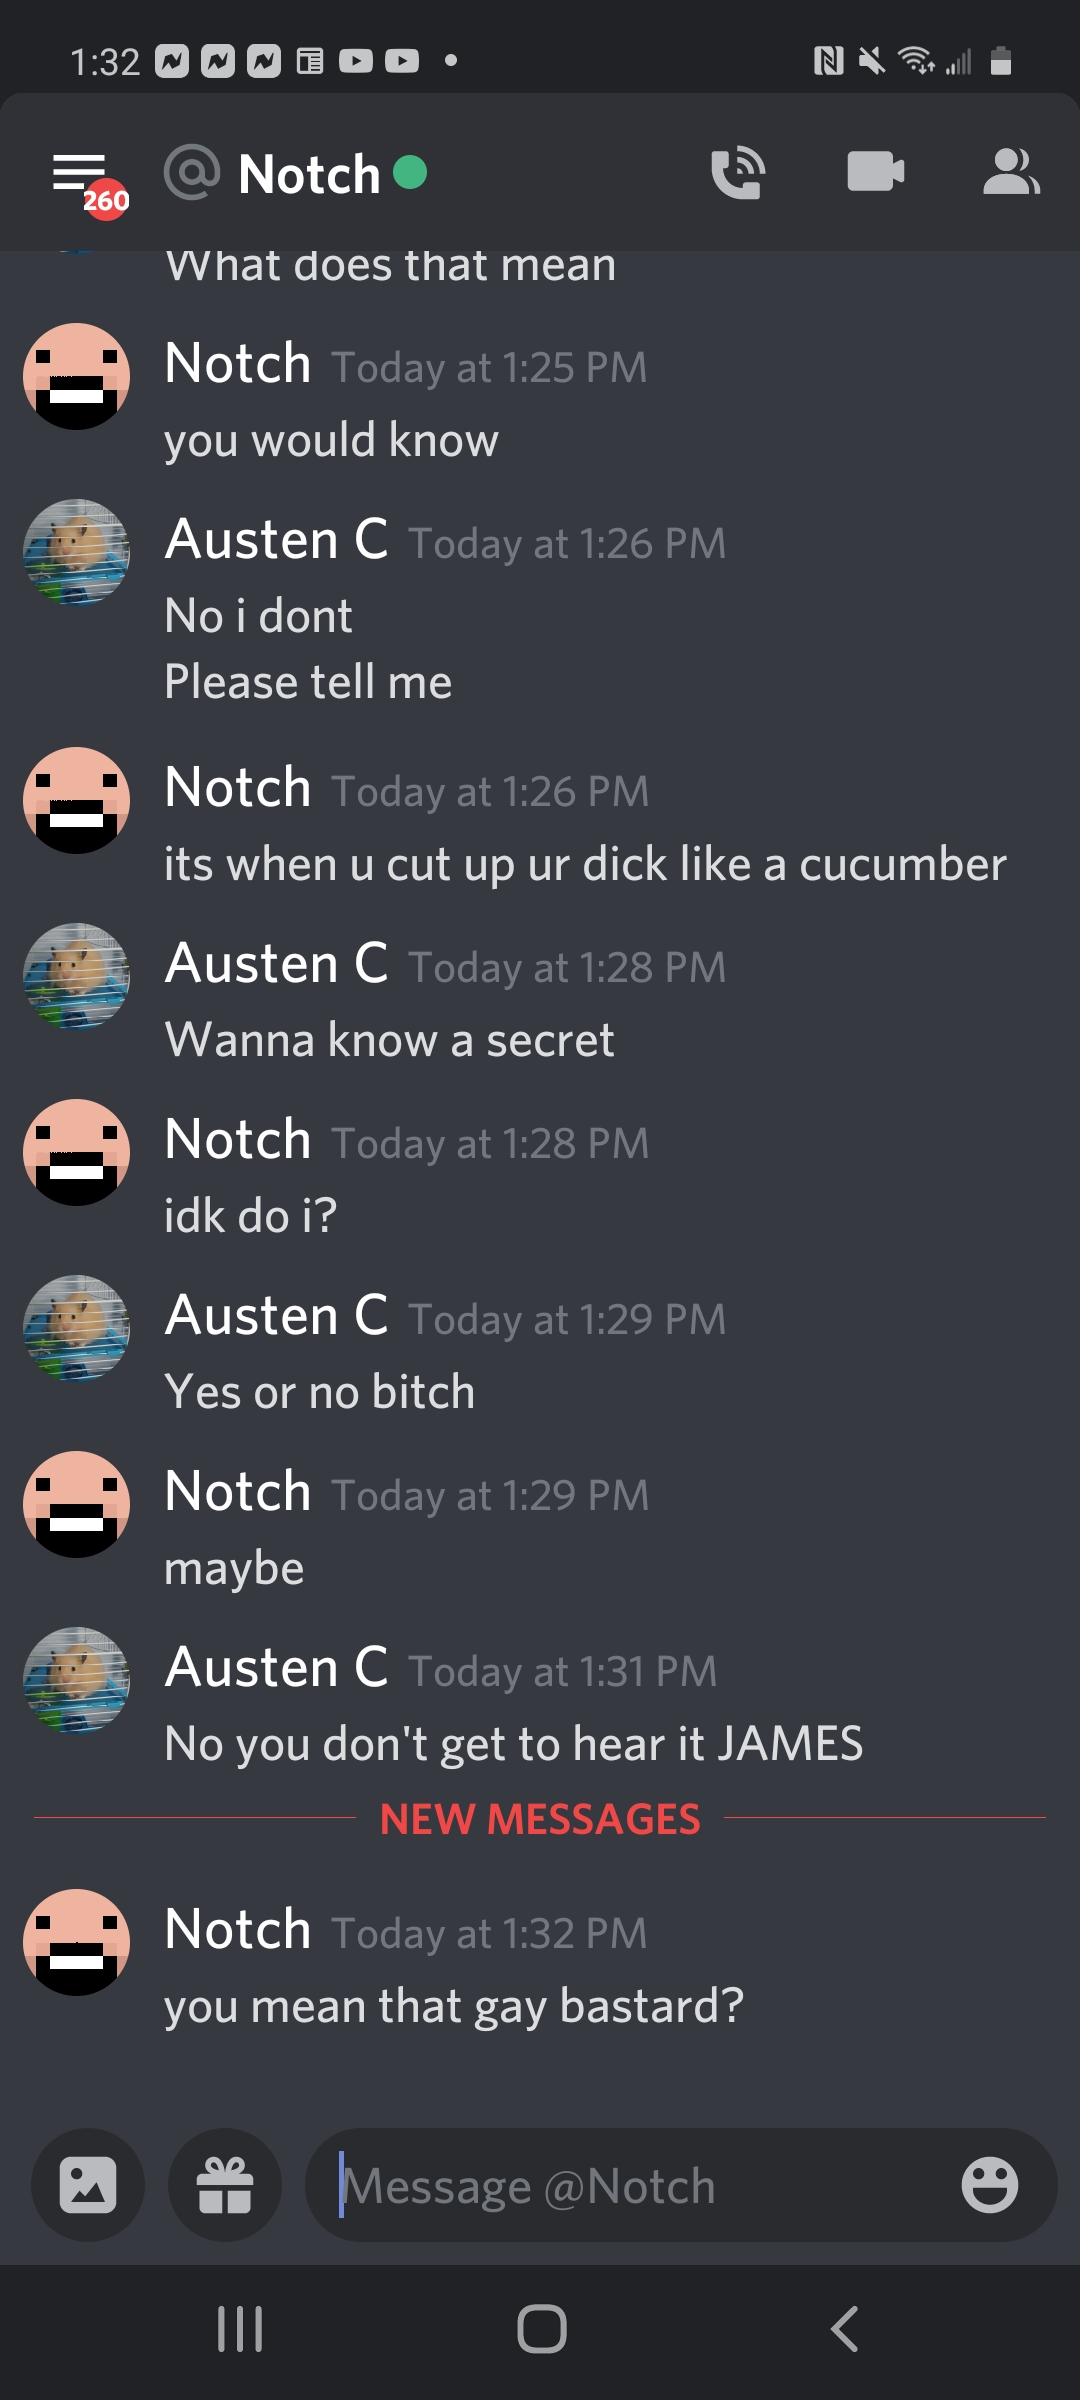 1:32
260
@ Notch
What does that mean
Notch Today at 1:25 PM
you would know
Austen C Today at 1:26 PM
No i dont
Please tell me
Notch Today at 1:26 PM
its when u cut up ur dick like a cucumber
Austen C Today at 1:28 PM
Wanna know a secret
Notch Today at 1:28 PM
idk do i?
Austen C Today at 1:29 PM
Yes or no bitch
Notch Today at 1:29 PM
maybe
Austen C Today at 1:31 PM
No you don't get to hear it JAMES
NEW MESSAGES
Notch Today at 1:32 PM
you mean that gay bastard?
Message @Notch